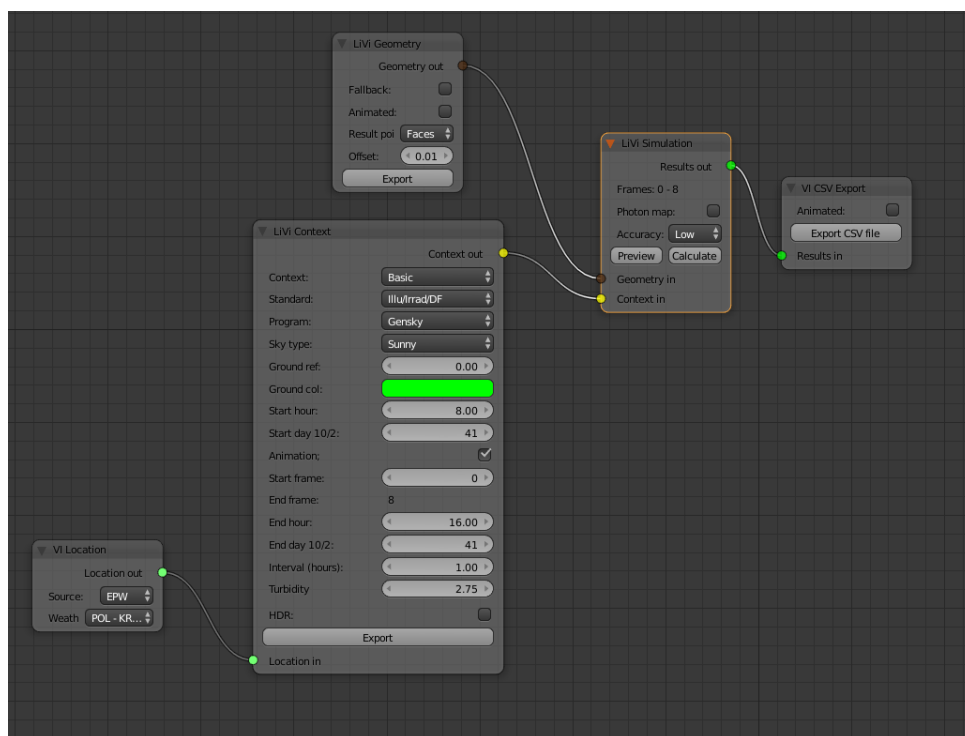 LiVi Geometry
Geometry out
Fallback:
Animated:
Result poi Faces
Offset: 0.01
Export
LiVi Context
Context out
Context: Basic
Standard: Illu/Irrad/DF
Program: Gensky
Sky type: Sunny
Ground ref: 0.00
Ground col:
Start hour: 8.00
Start day 10/2: 41
Animation;
Start frame: 0
End frame: 8
End hour: 16.00
End day 10/2: 41
Interval (hours): 1.00
Turbidity 2.75
HDR:
Export
Location in
VI Location
Location out
Source: EPW
Weath POL - KR...
LiVi Simulation
Results out
Frames: 0 - 8
Photon map:
Accuracy: Low
Preview Calculate
Geometry in
Context in
VI CSV Export
Animated:
Export CSV file
Results in